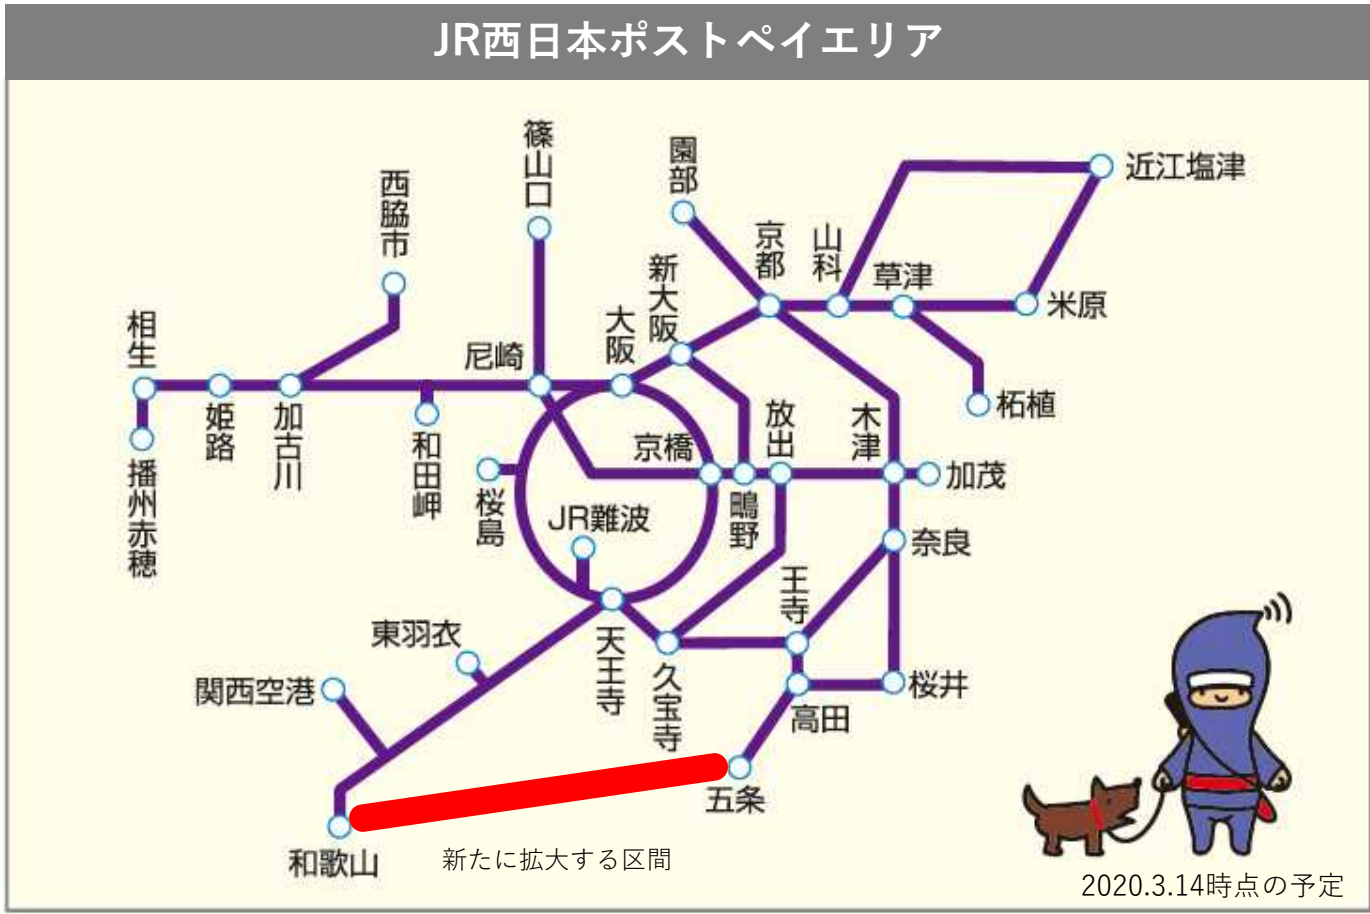 JR西日本ポストペイエリア
篠山口
園部
近江塩津
西脇市
京都
山科
新大阪
草津
米原
相生
大阪
尼崎
柘植
姫路
加古川
和田岬
京橋
放出
木津
加茂
播州赤穂
桜島
JR難波
鴫野
奈良
王寺
東羽衣
天王寺
久宝寺
関西空港
桜井
高田
五条
和歌山
新たに拡大する区間
2020.3.14時点の予定